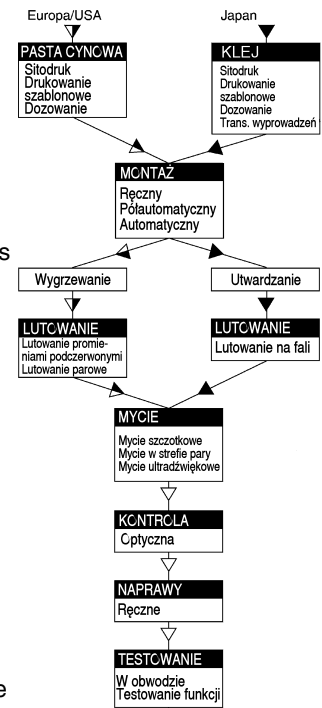 Europa/USA
Japan
PASTA CYNOWA
Sitodruk
Drukowanie
szablonowe
Dozowanie
KLEJ
Sitodruk
Drukowanie
szablonowe
Dozowanie
Trans. wyprowadzeń
MONTAŻ
Ręczny
Półautomatyczny
Automatyczny
s
Wygrzewanie
Utwardzanie
LUTOWANIE
Lutowanie promie-
niami podczerwonymi
Lutowanie parowe
LUTOWANIE
Lutowanie na fali
MYCIE
Mycie szczotkowe
Mycie w strefie pary
Mycie ultradźwiękowe
KONTROLA
Optyczna
NAPRAWY
Ręczne
TESTOWANIE
W obwodzie
Testowanie funkcji
e